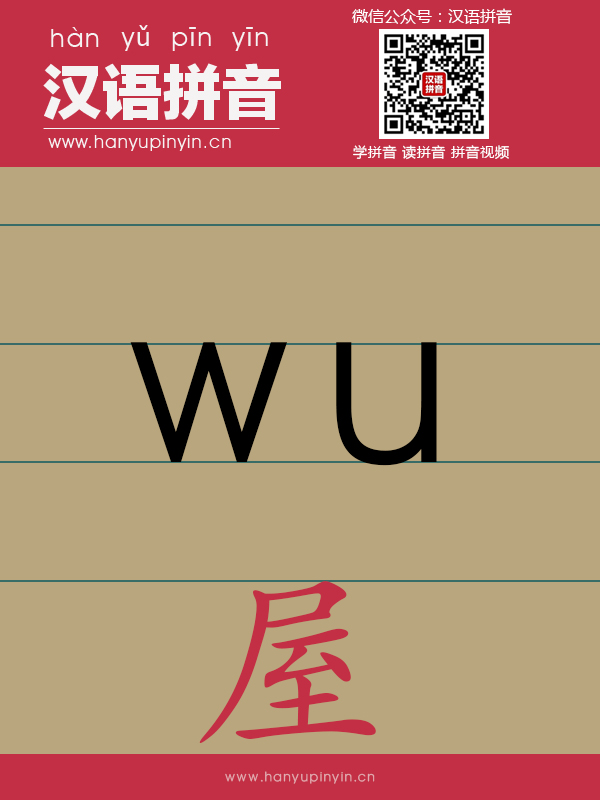 hàn yǔ pīn yīn
汉语拼音
www.hanyupinyin.cn
微信公众号：汉语拼音
汉语
拼音
学拼音 读拼音 拼音视频
wu
屋
www.hanyupinyin.cn